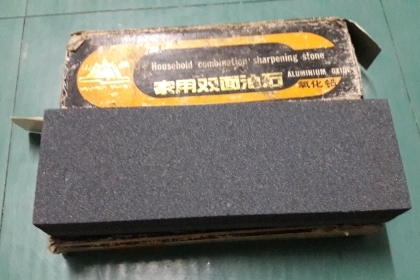 Household combination sharpening stone
家用双面油石
ALUMINIUM OXIDE
氧化铝